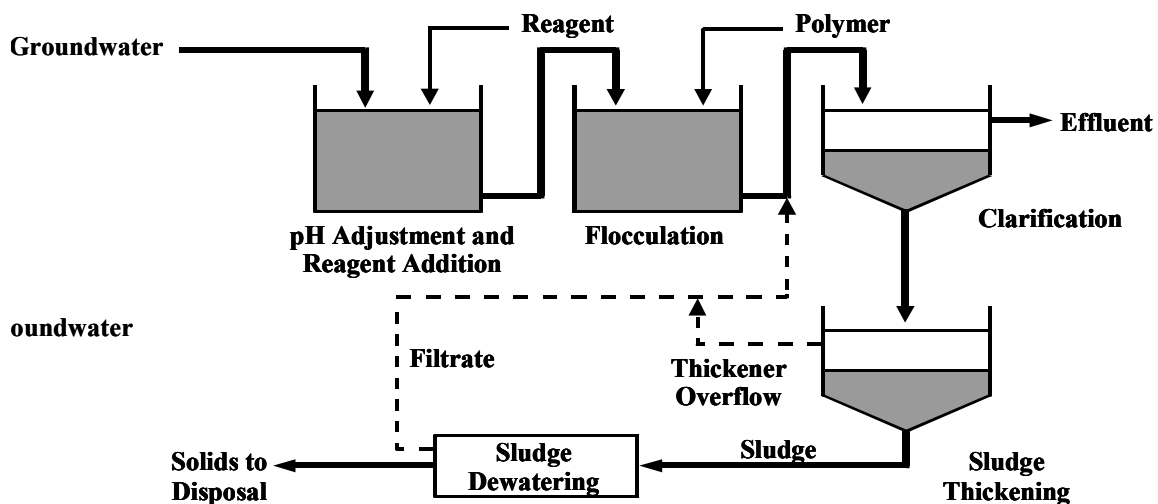 Reagent
Polymer
Groundwater
Effluent
Clarification
pH Adjustment and
Reagent Addition
Flocculation
oundwater
Filtrate
Thickener
Overflow
Sludge
Solids to
Disposal
Sludge
Dewatering
Sludge
Thickening